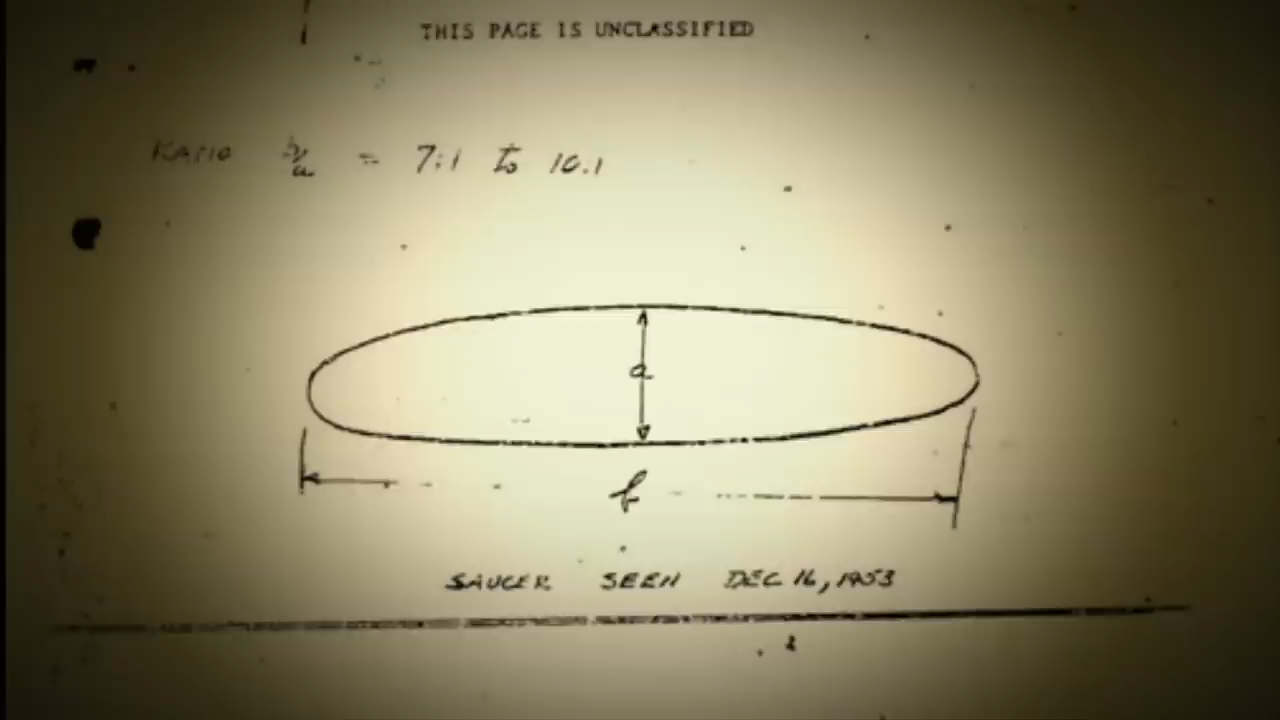 THIS PAGE IS UNCLASSIFIED
RATIO b/a = 7:1 to 10.1
a
b
SAUCER SEEN DEC 16, 1953